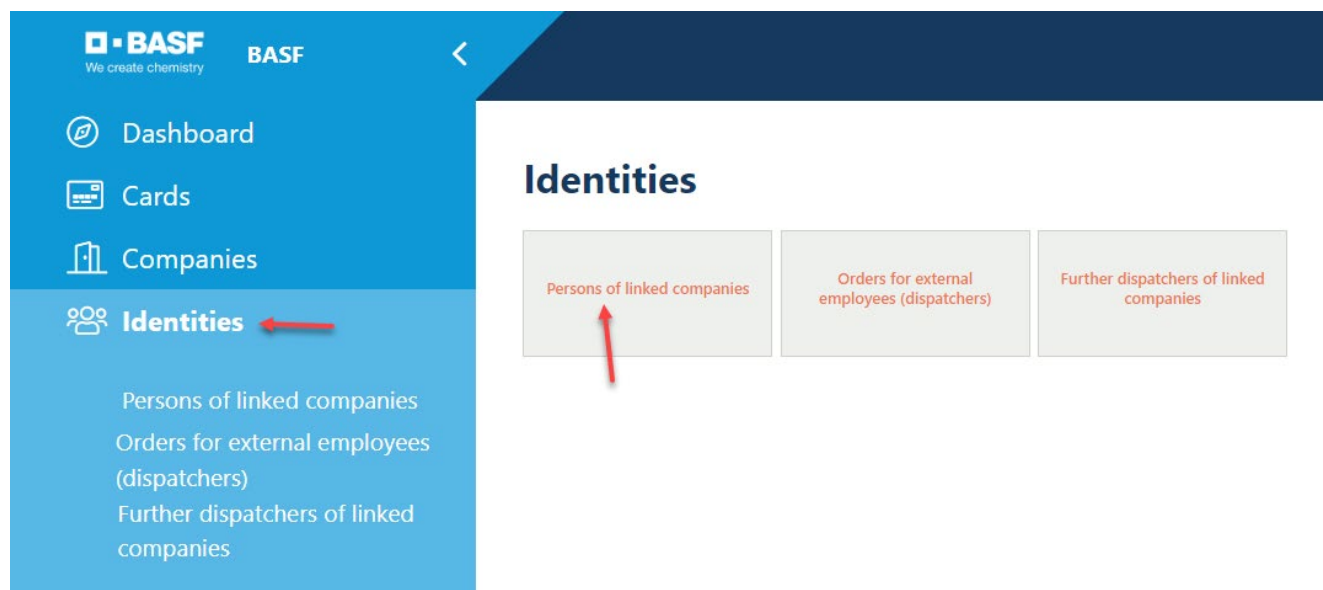 BASF
We create chemistry
BASF
Dashboard
Cards
Companies
Identities
Persons of linked companies
Orders for external employees
(dispatchers)
Further dispatchers of linked
companies
Identities
Persons of linked companies
Orders for external
employees (dispatchers)
Further dispatchers of linked
companies